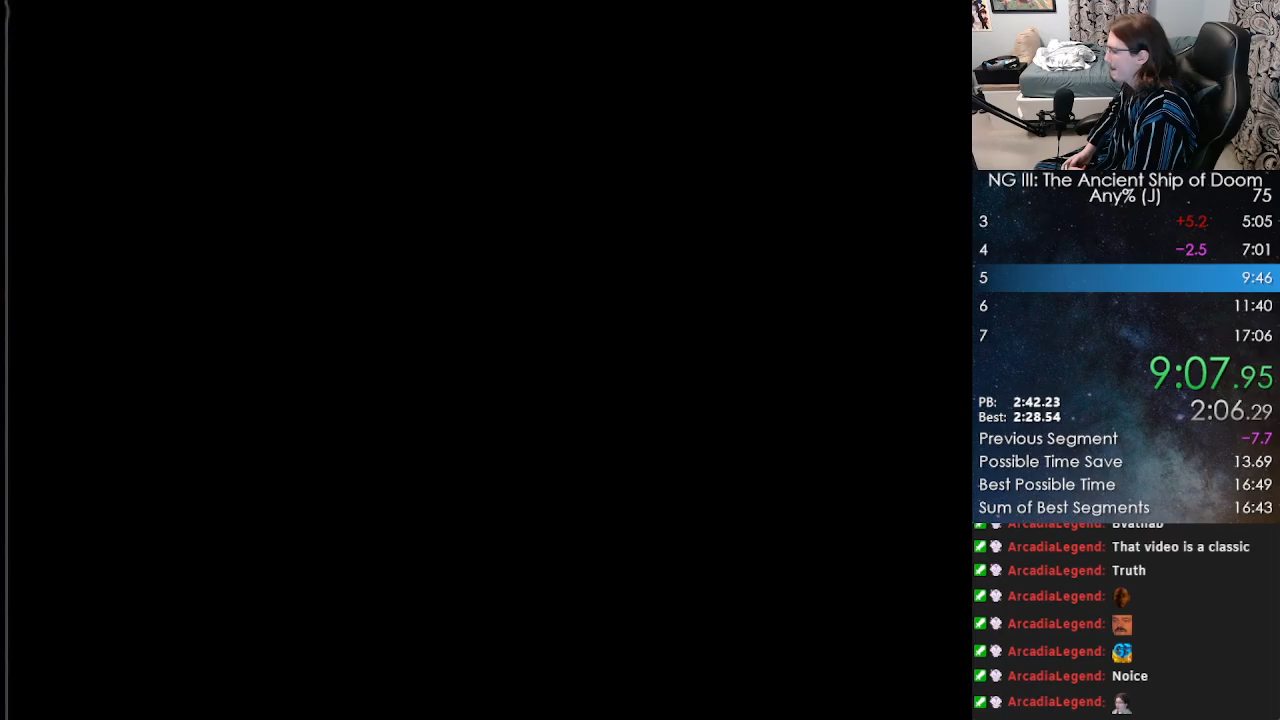 NG III: The Ancient Ship of Doom
Any% (J) 75
3 +5.2 5:05
4 −2.5 7:01
5 9:46
6 11:40
7 17:06
9:07.95
PB: 2:42.23
Best: 2:28.54
2:06.29
Previous Segment −7.7
Possible Time Save 13.69
Best Possible Time 16:49
Sum of Best Segments 16:43
ArcadiaLegend:
ArcadiaLegend: That video is a classic
ArcadiaLegend: Truth
ArcadiaLegend:
ArcadiaLegend:
ArcadiaLegend:
ArcadiaLegend: Noice
ArcadiaLegend: